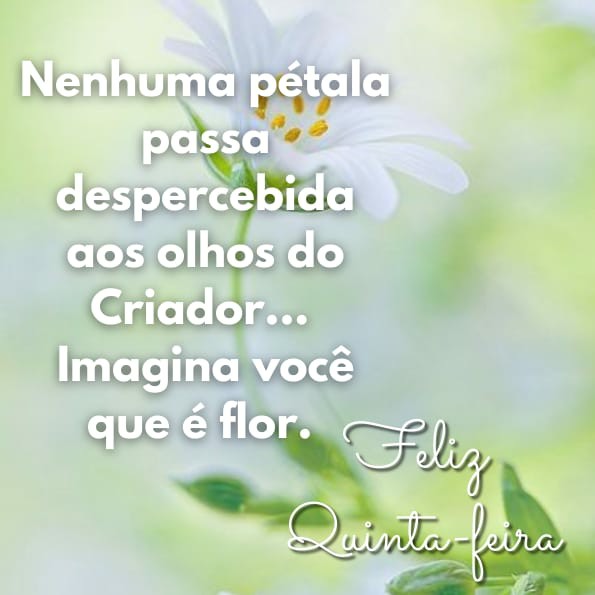 Nenhuma pétala
passa
despercebida
aos olhos do
Criador...
Imagina você
que é flor.
Feliz
Quinta-feira